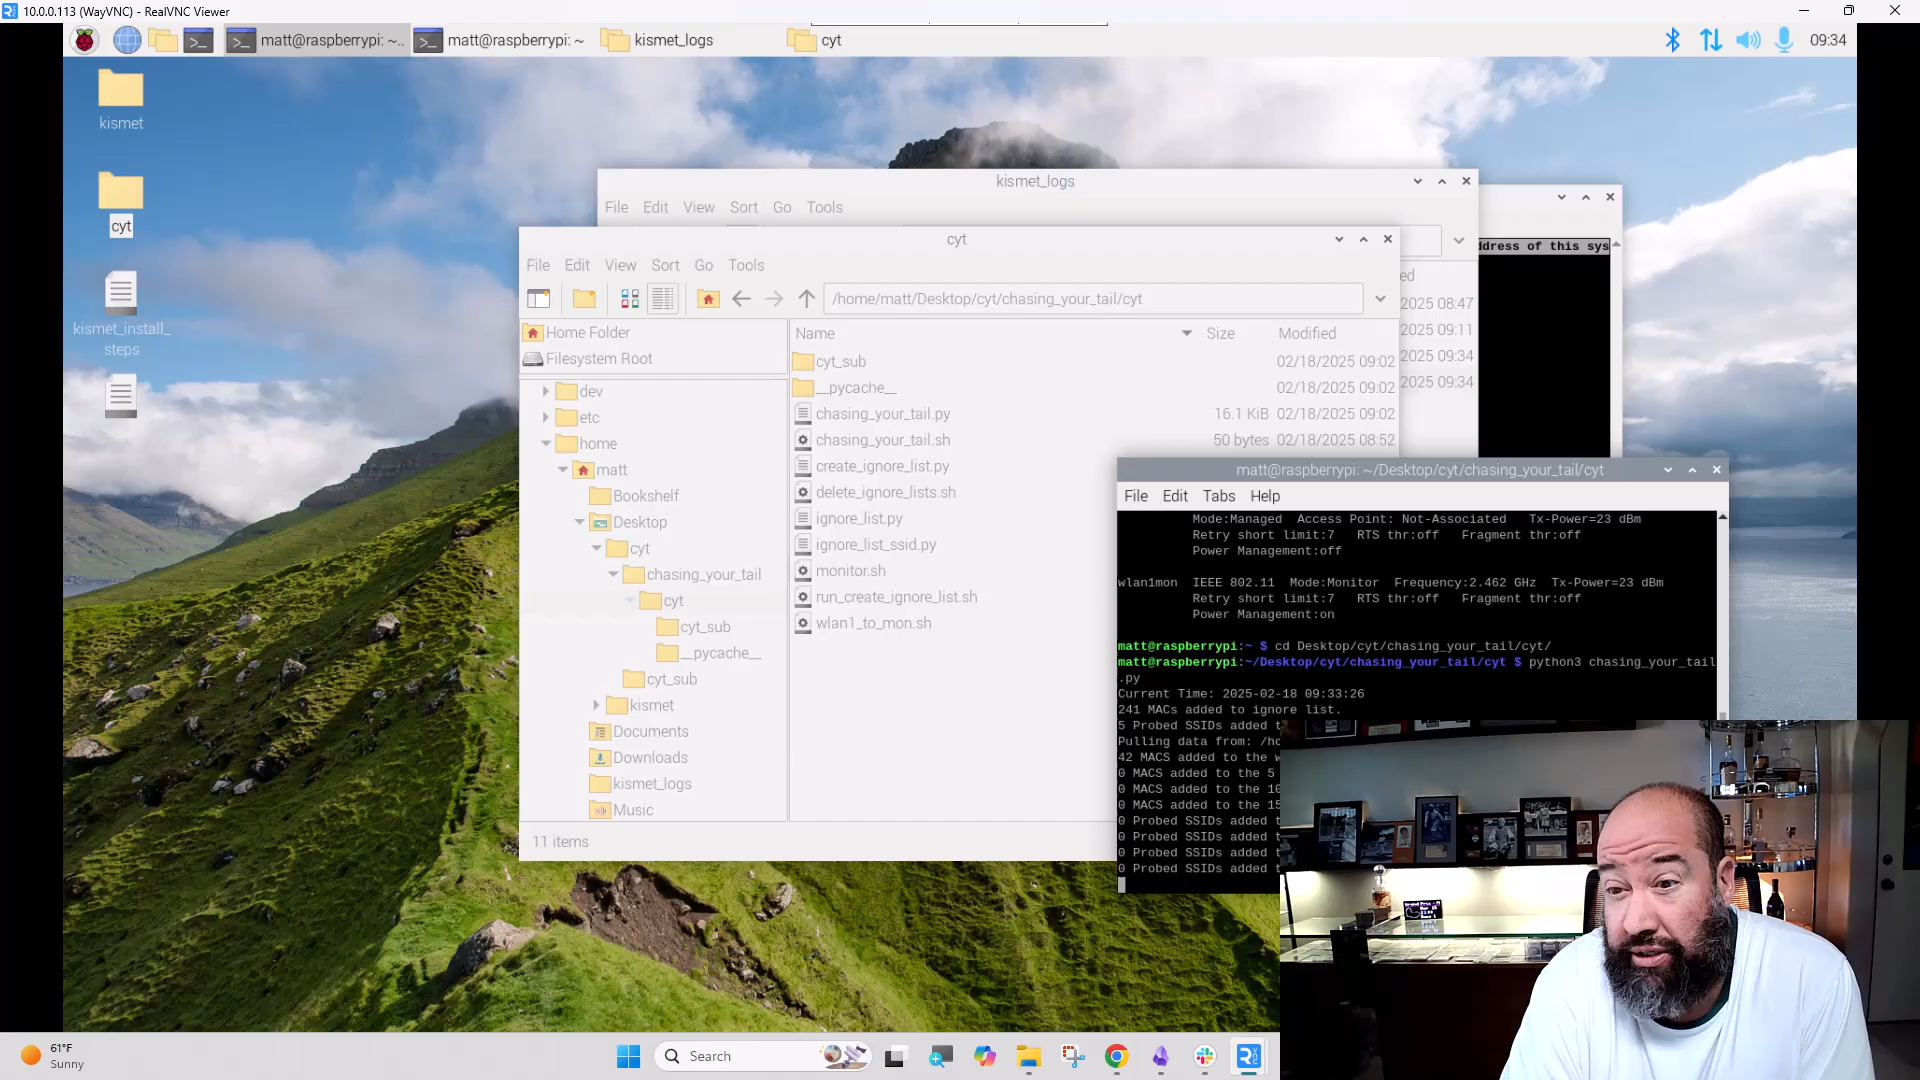 10.0.0.113 (WayVNC) - RealVNC Viewer
matt@raspberrypi: ~..
matt@raspberrypi: ~
kismet_logs
cyt
09:34
kismet
cyt
kismet_install_
steps
kismet_logs
File Edit View Sort Go Tools
ddress of this sys
ed
2025 08:47
2025 09:11
2025 09:34
2025 09:34
cyt
File Edit View Sort Go Tools
/home/matt/Desktop/cyt/chasing_your_tail/cyt
Home Folder
Filesystem Root
dev
etc
home
matt
Bookshelf
Desktop
cyt
chasing_your_tail
cyt
cyt_sub
__pycache__
cyt_sub
kismet
Documents
Downloads
kismet_logs
Music
Name Size Modified
cyt_sub 02/18/2025 09:02
__pycache__ 02/18/2025 09:02
chasing_your_tail.py 16.1 KiB 02/18/2025 09:02
chasing_your_tail.sh 50 bytes 02/18/2025 08:52
create_ignore_list.py
delete_ignore_lists.sh
ignore_list.py
ignore_list_ssid.py
monitor.sh
run_create_ignore_list.sh
wlan1_to_mon.sh
11 items
matt@raspberrypi: ~/Desktop/cyt/chasing_your_tail/cyt
File Edit Tabs Help
Mode:Managed Access Point: Not-Associated Tx-Power=23 dBm
Retry short limit:7 RTS thr:off Fragment thr:off
Power Management:off
wlan1mon IEEE 802.11 Mode:Monitor Frequency:2.462 GHz Tx-Power=23 dBm
Retry short limit:7 RTS thr:off Fragment thr:off
Power Management:on
matt@raspberrypi:~ $ cd Desktop/cyt/chasing_your_tail/cyt/
matt@raspberrypi:~/Desktop/cyt/chasing_your_tail/cyt $ python3 chasing_your_tail
.py
Current Time: 2025-02-18 09:33:26
241 MACs added to ignore list.
5 Probed SSIDs added t
Pulling data from: /ho
42 MACS added to the w
0 MACS added to the 5
0 MACS added to the 10
0 MACS added to the 15
0 Probed SSIDs added t
0 Probed SSIDs added t
0 Probed SSIDs added t
0 Probed SSIDs added t
61°F
Sunny
Search